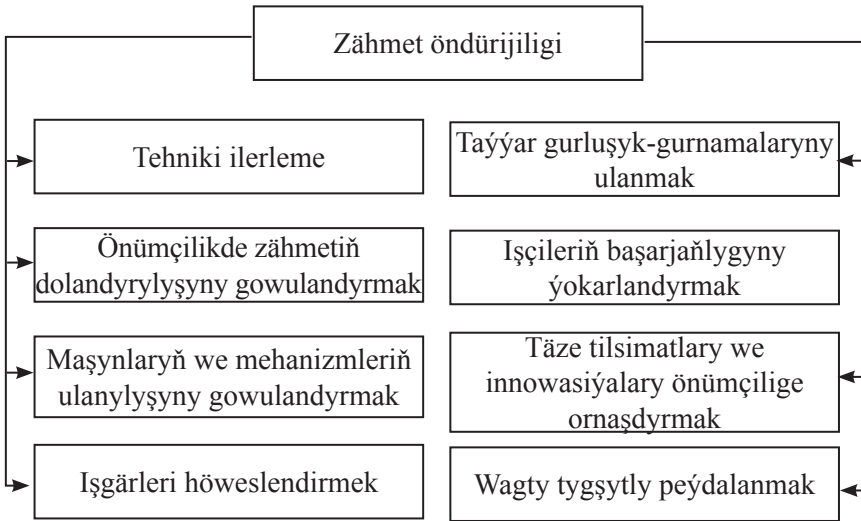 Zähmet öndürijiligi
Tehniki ilerleme
Taýýar gurluşyk-gurnamalaryny
ulanmak
Önümçilikde zähmetiň
dolandyrylyşyny gowulandyrmak
Işçileriň başarjaňlygyny
ýokarlandyrmak
Maşynlaryň we mehanizmleriň
ulanylyşyny gowulandyrmak
Täze tilsimatlary we
innowasiýalary önümçilige
ornaşdyrmak
Işgärleri höweslendirmek
Wagty tygşytly peýdalanmak